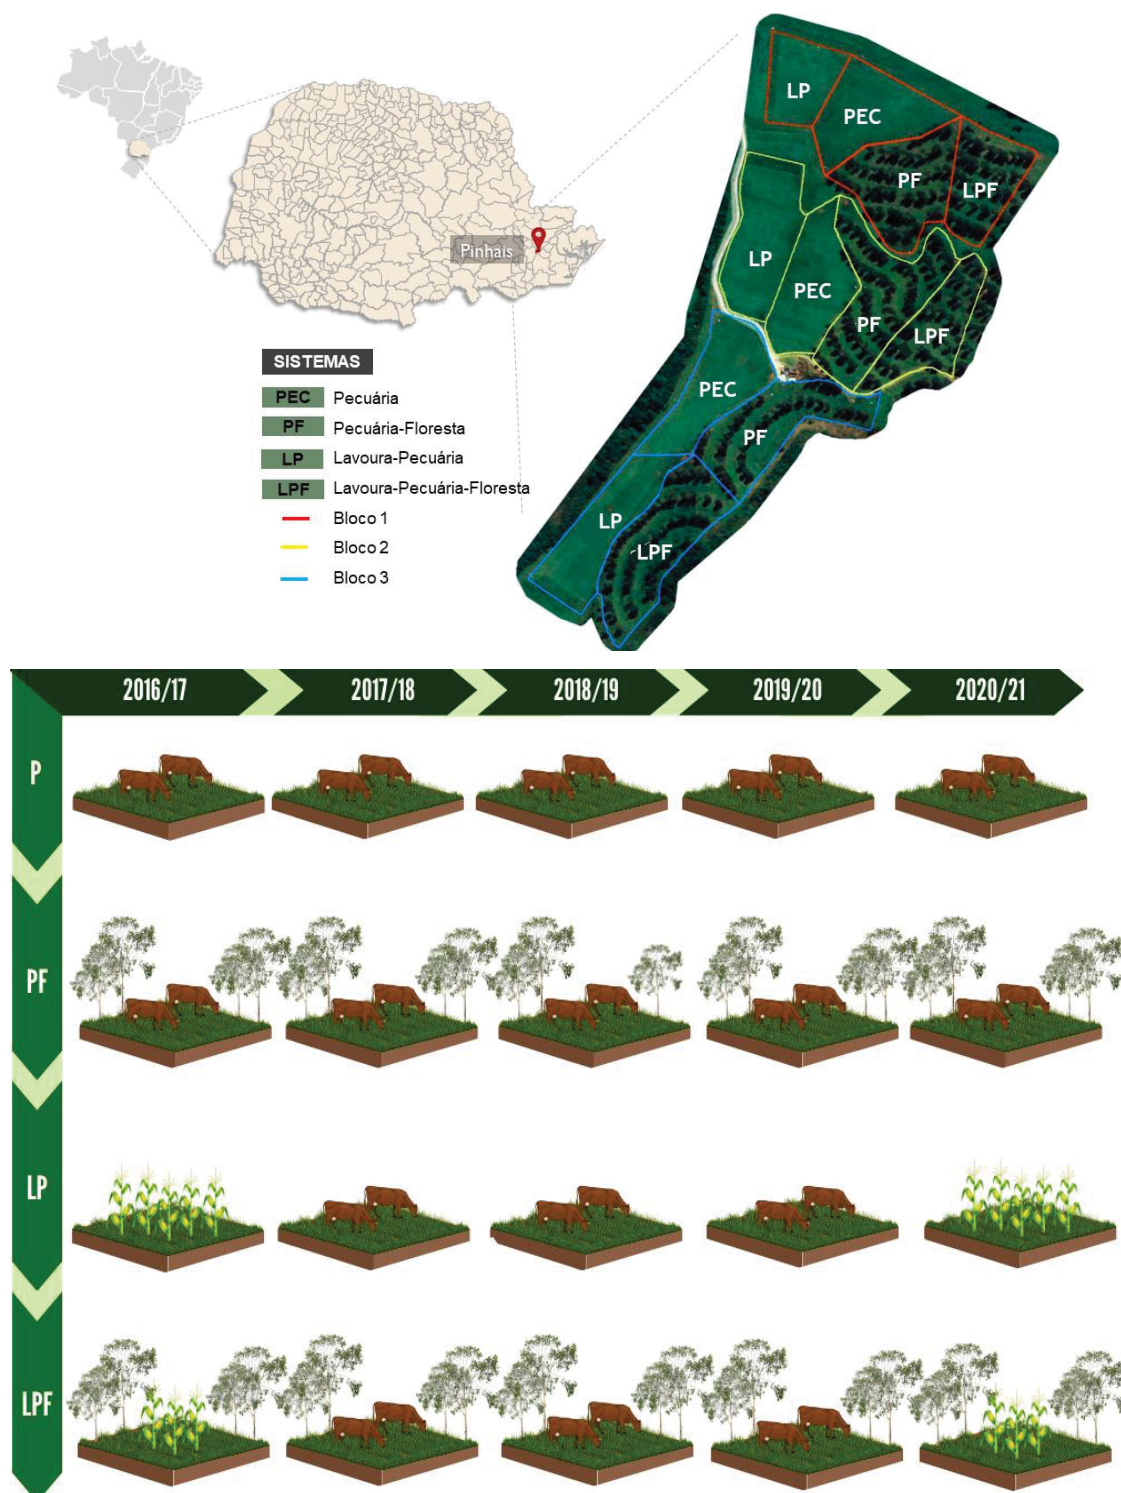 LP
PEC
PF
LPF
LP
PEC
PF
LPF
PEC
PF
LP
LPF
Pinhais
SISTEMAS
PEC Pecuária
PF Pecuária-Floresta
LP Lavoura-Pecuária
LPF Lavoura-Pecuária-Floresta
Bloco 1
Bloco 2
Bloco 3
2016/17 2017/18 2018/19 2019/20 2020/21
P
PF
LP
LPF